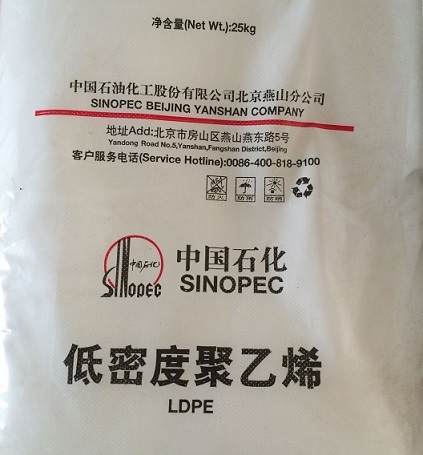 净含量(Net Wt.):25kg
中国石油化工股份有限公司北京燕山分公司
SINOPEC BEIJING YANSHAN COMPANY
地址Add:北京市房山区燕山燕东路5号
Yandong Road No.5,Yanshan,Fangshan District,Beijing
客户服务电话(Service Hotline):0086-400-818-9100
防火 防雨 防晒
中国石化
SINOPEC
中国石化
SINOPEC
低密度聚乙烯
LDPE